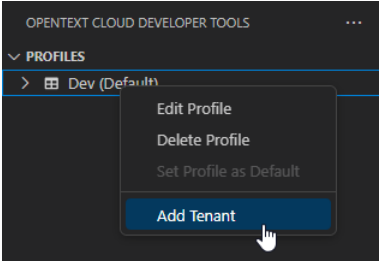 OPENTEXT CLOUD DEVELOPER TOOLS ...
PROFILES
Dev (Default)
Edit Profile
Delete Profile
Set Profile as Default
Add Tenant